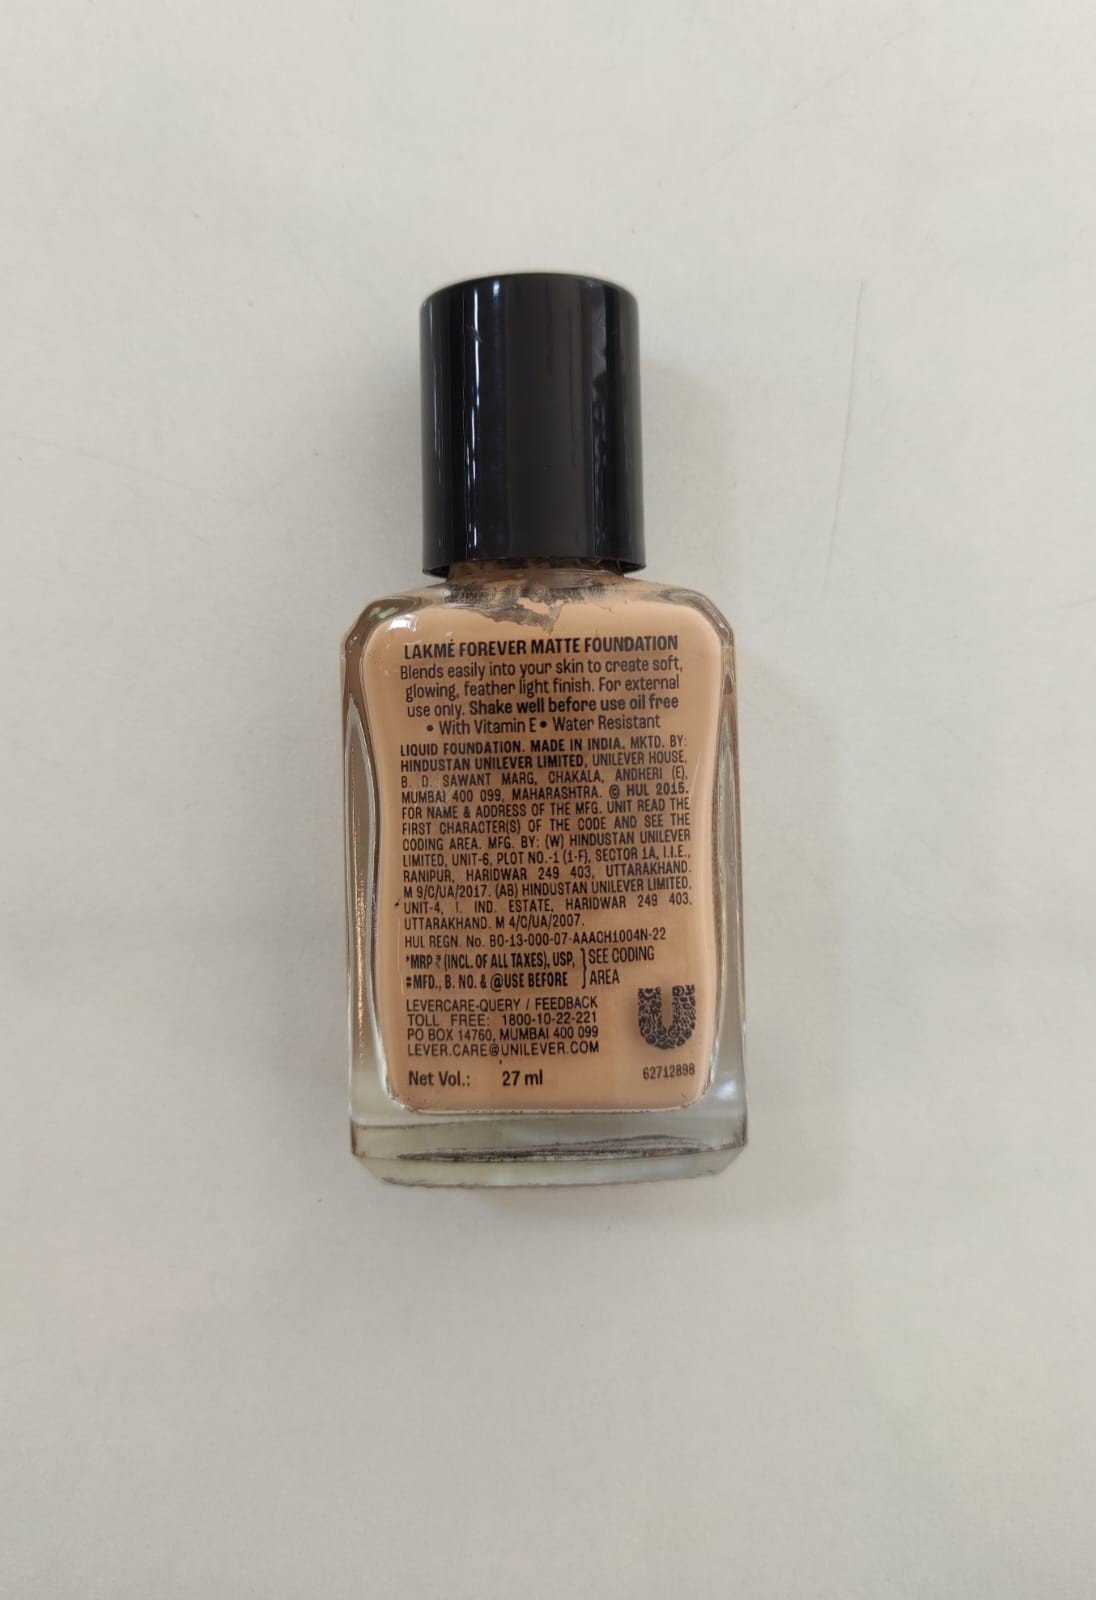 LAKMÉ FOREVER MATTE FOUNDATION
Blends easily into your skin to create soft,
glowing, feather light finish. For external
use only. Shake well before use oil free
• With Vitamin E • Water Resistant
LIQUID FOUNDATION. MADE IN INDIA. MKTD. BY:
HINDUSTAN UNILEVER LIMITED, UNILEVER HOUSE,
B. D. SAWANT MARG, CHAKALA, ANDHERI (E),
MUMBAI 400 099, MAHARASHTRA. © HUL 2015.
FOR NAME & ADDRESS OF THE MFG. UNIT READ THE
FIRST CHARACTER(S) OF THE CODE AND SEE THE
CODING AREA. MFG. BY: (W) HINDUSTAN UNILEVER
LIMITED, UNIT-6, PLOT NO.-1 (1-F), SECTOR 1A, I.I.E.,
RANIPUR, HARIDWAR 249 403, UTTARAKHAND.
M 9/C/UA/2017. (AB) HINDUSTAN UNILEVER LIMITED,
UNIT-4, I. IND. ESTATE, HARIDWAR 249 403,
UTTARAKHAND. M 4/C/UA/2007.
HUL REGN. No. BO-13-000-07-AAACH1004N-22
*MRP ₹ (INCL. OF ALL TAXES), USP, } SEE CODING
#MFD., B. NO. & @USE BEFORE } AREA
LEVERCARE-QUERY / FEEDBACK
TOLL FREE: 1800-10-22-221
PO BOX 14760, MUMBAI 400 099
LEVER.CARE@UNILEVER.COM
Net Vol.: 27 ml
62712898